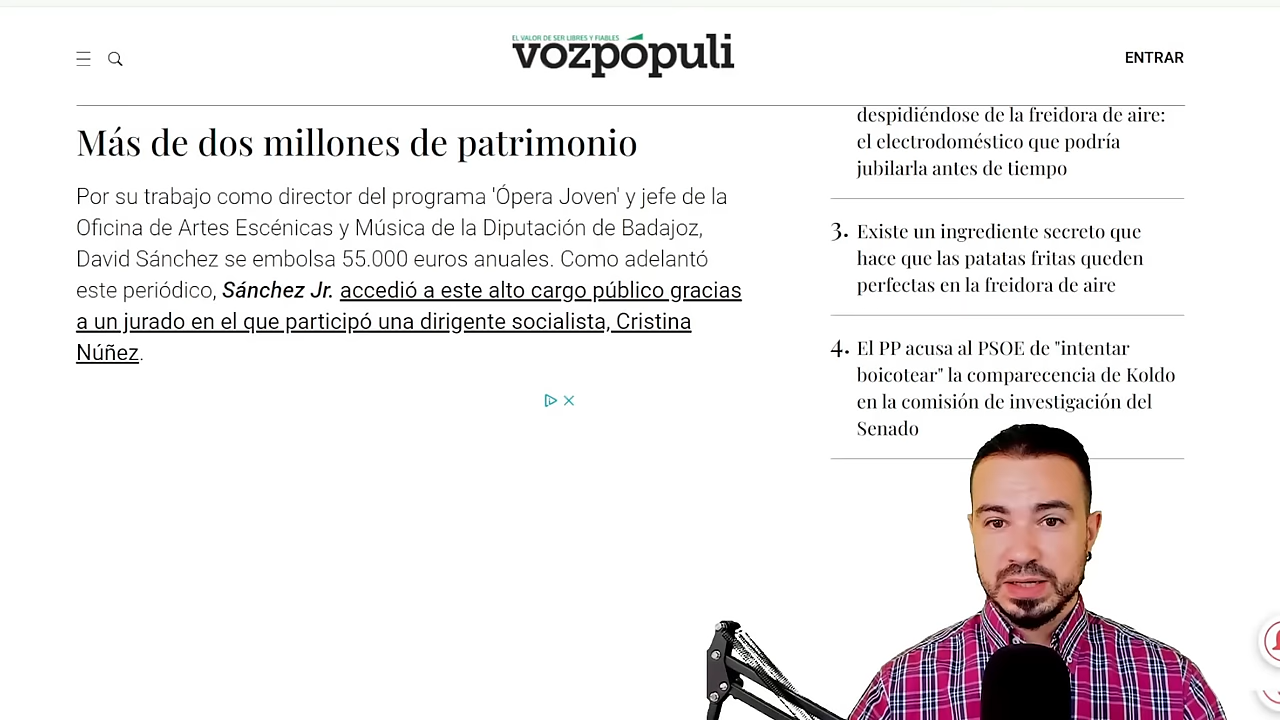 EL VALOR DE SER LIBRES Y FIABLES
vozpópuli
ENTRAR
Más de dos millones de patrimonio
Por su trabajo como director del programa 'Ópera Joven' y jefe de la
Oficina de Artes Escénicas y Música de la Diputación de Badajoz,
David Sánchez se embolsa 55.000 euros anuales. Como adelantó
este periódico, Sánchez Jr. accedió a este alto cargo público gracias
a un jurado en el que participó una dirigente socialista, Cristina
Núñez.
despidiéndose de la freidora de aire:
el electrodoméstico que podría
jubilarla antes de tiempo
3. Existe un ingrediente secreto que
hace que las patatas fritas queden
perfectas en la freidora de aire
4. El PP acusa al PSOE de "intentar
boicotear" la comparecencia de Koldo
en la comisión de investigación del
Senado